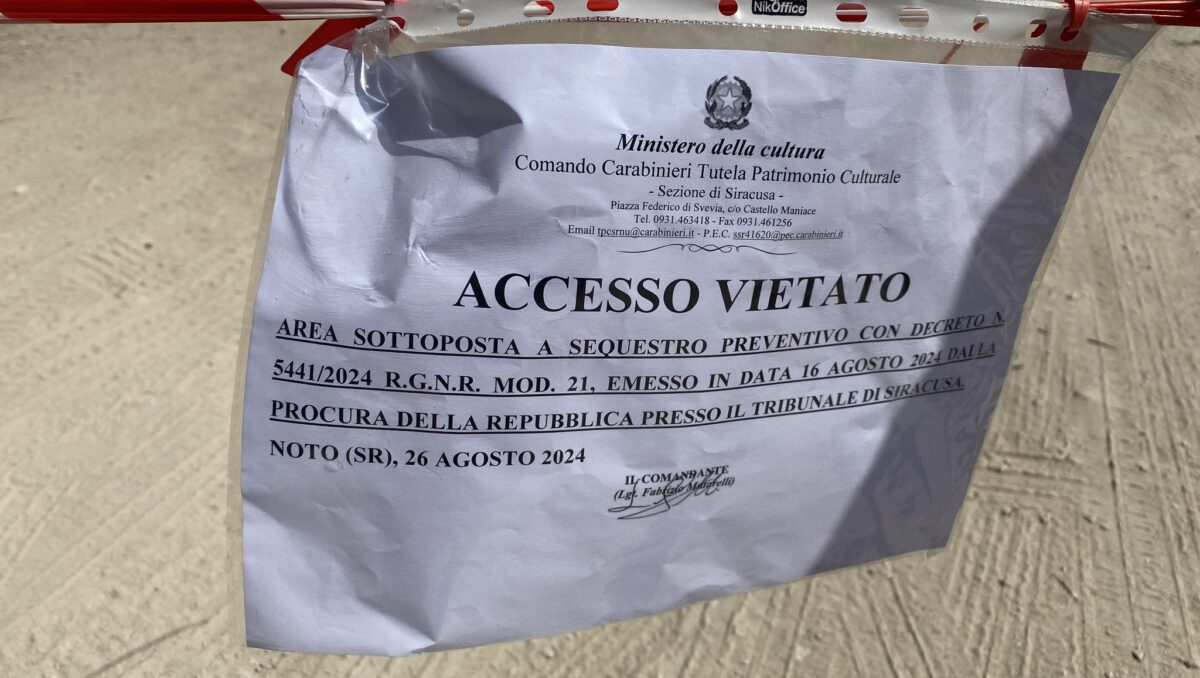 NikOffice
Ministero della cultura
Comando Carabinieri Tutela Patrimonio Culturale
- Sezione di Siracusa -
Piazza Federico di Svevia, c/o Castello Maniace
Tel. 0931.463418 - Fax 0931.461256
Email tpcsrnu@carabinieri.it - P.E.C. ssr41620@pec.carabinieri.it
ACCESSO VIETATO
AREA SOTTOPOSTA A SEQUESTRO PREVENTIVO CON DECRETO N.
5441/2024 R.G.N.R. MOD. 21, EMESSO IN DATA 16 AGOSTO 2024 DALLA
PROCURA DELLA REPUBBLICA PRESSO IL TRIBUNALE DI SIRACUSA.
NOTO (SR), 26 AGOSTO 2024
IL COMANDANTE
(Lgt. Fabrizio